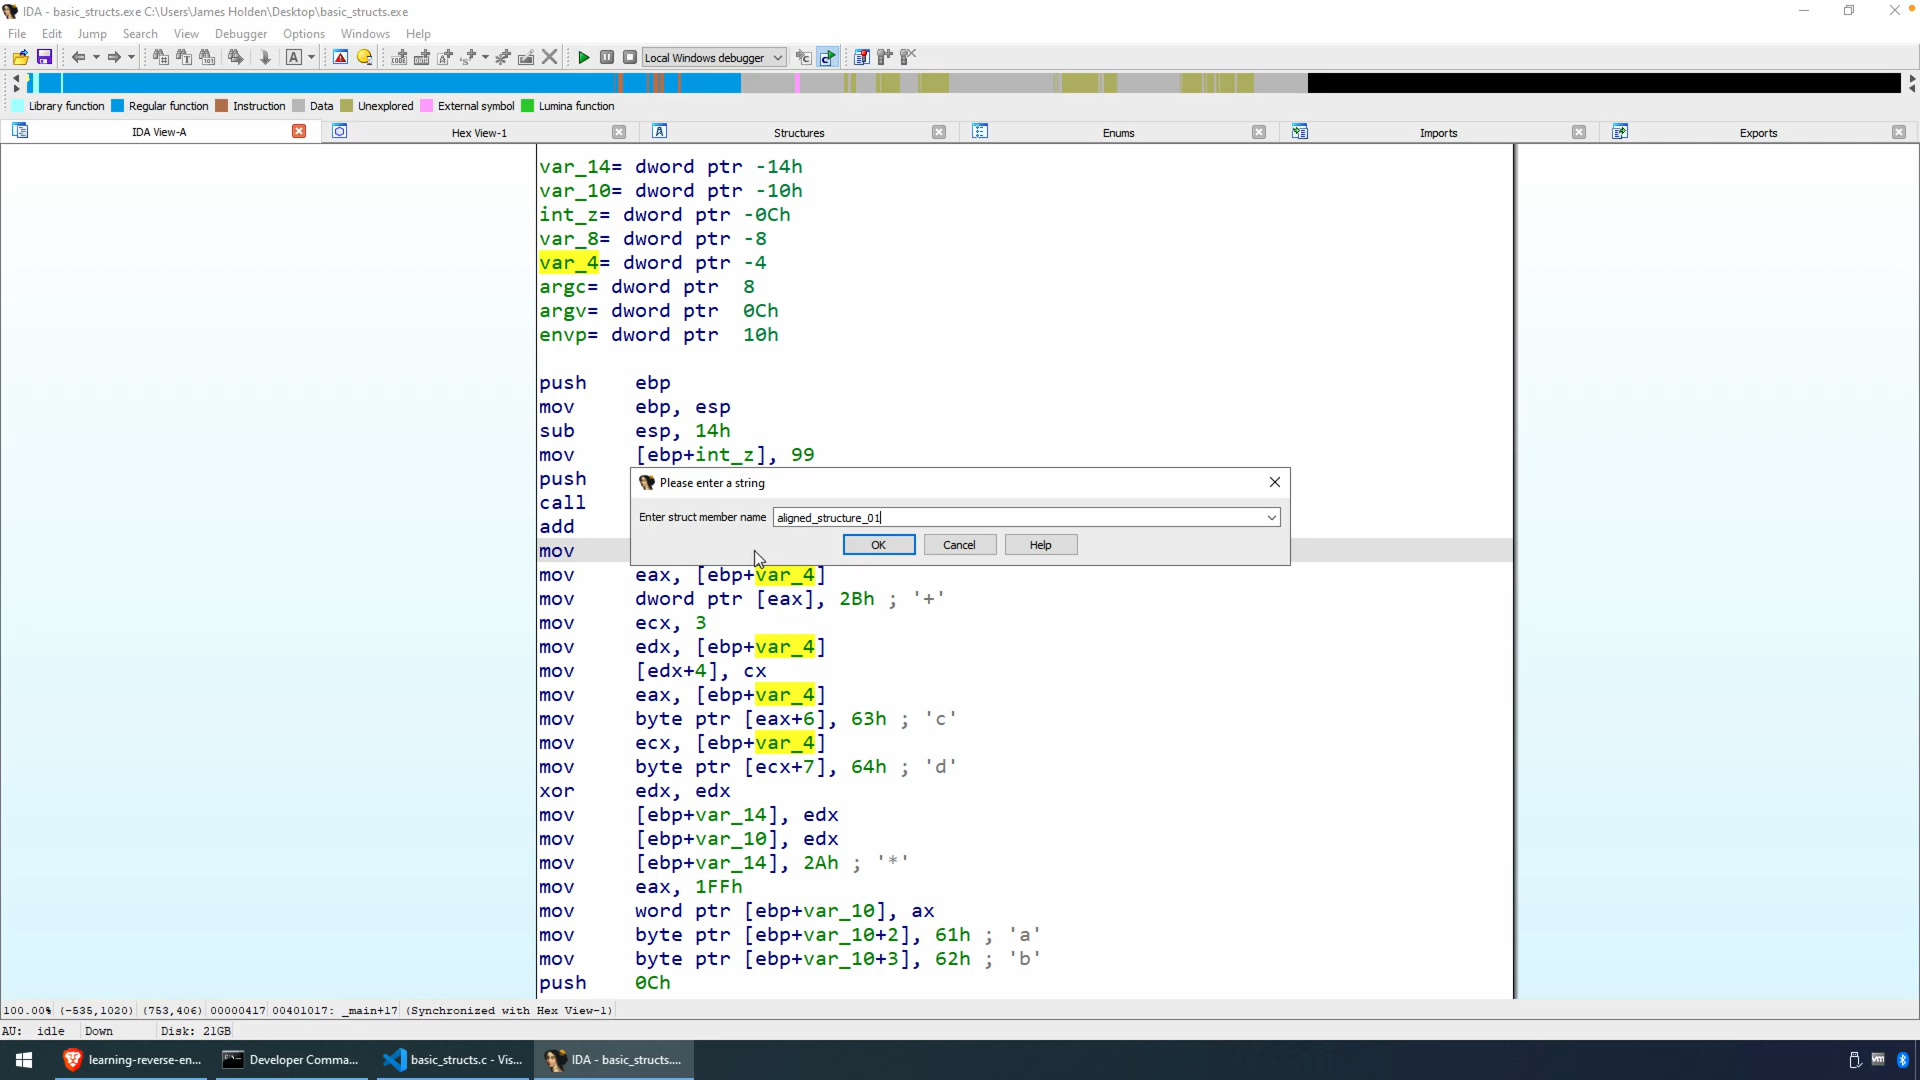 IDA - basic_structs.exe C:\Users\James Holden\Desktop\basic_structs.exe
File Edit Jump Search View Debugger Options Windows Help
Local Windows debugger
Library function Regular function Instruction Data Unexplored External symbol Lumina function
IDA View-A Hex View-1 Structures Enums Imports Exports
var_14= dword ptr -14h
var_10= dword ptr -10h
int_z= dword ptr -0Ch
var_8= dword ptr -8
var_4= dword ptr -4
argc= dword ptr 8
argv= dword ptr 0Ch
envp= dword ptr 10h
push ebp
mov ebp, esp
sub esp, 14h
mov [ebp+int_z], 99
push
call
add
mov
Please enter a string
Enter struct member name aligned_structure_01
OK Cancel Help
mov eax, [ebp+var_4]
mov dword ptr [eax], 2Bh ; '+'
mov ecx, 3
mov edx, [ebp+var_4]
mov [edx+4], cx
mov eax, [ebp+var_4]
mov byte ptr [eax+6], 63h ; 'c'
mov ecx, [ebp+var_4]
mov byte ptr [ecx+7], 64h ; 'd'
xor edx, edx
mov [ebp+var_14], edx
mov [ebp+var_10], edx
mov [ebp+var_14], 2Ah ; '*'
mov eax, 1FFh
mov word ptr [ebp+var_10], ax
mov byte ptr [ebp+var_10+2], 61h ; 'a'
mov byte ptr [ebp+var_10+3], 62h ; 'b'
push 0Ch
100.00% (-535,1020) (753,406) 00000417 00401017: _main+17 (Synchronized with Hex View-1)
AU: idle Down Disk: 21GB
learning-reverse-en... Developer Comma... basic_structs.c - Vis... IDA - basic_structs....